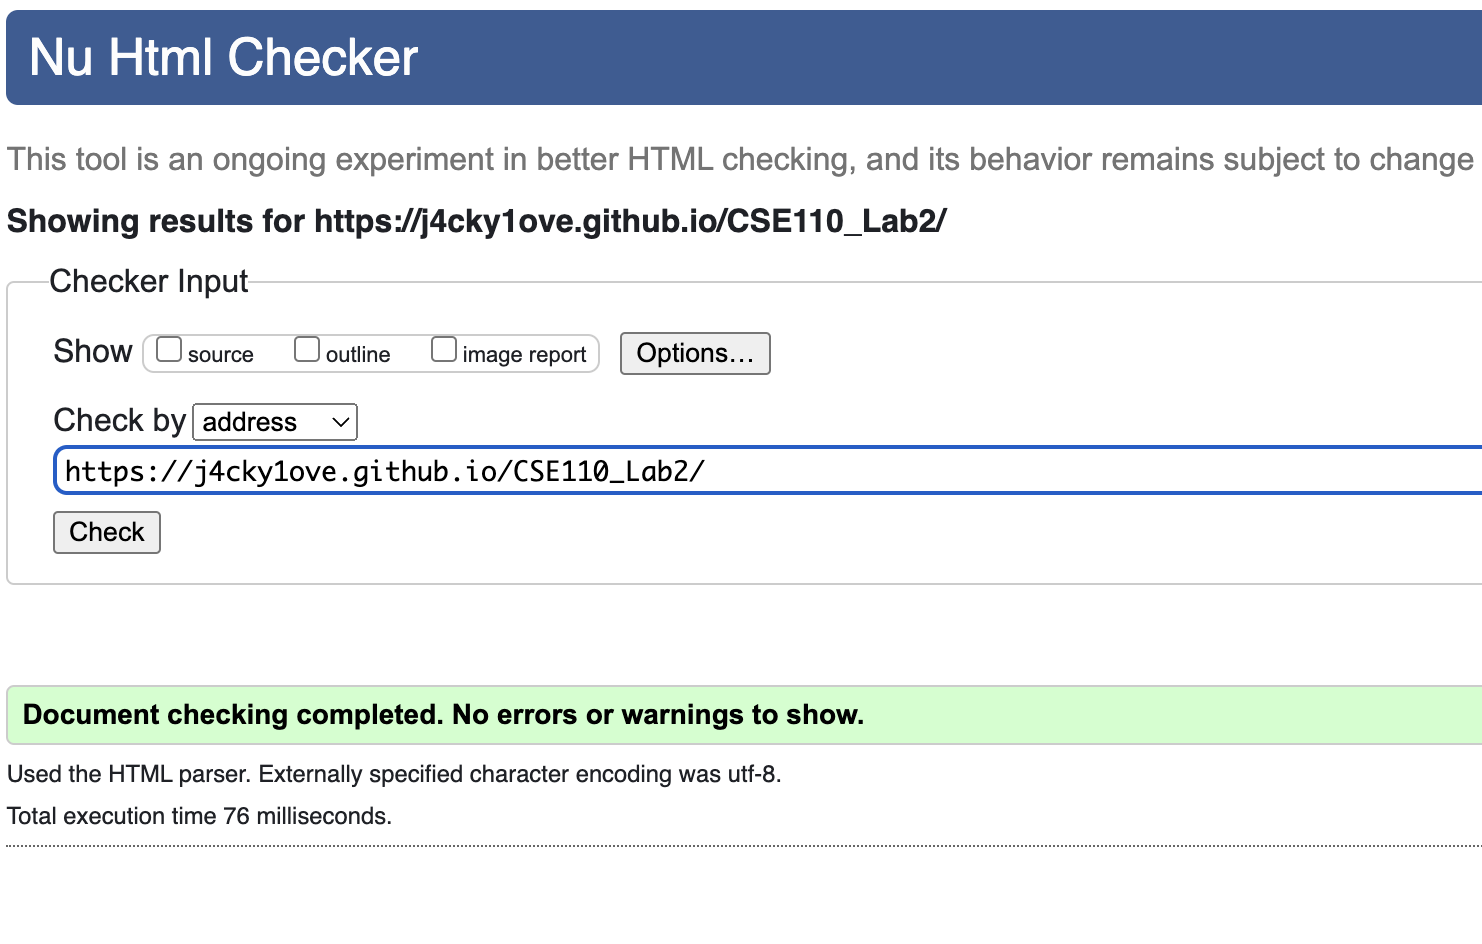 Nu Html Checker
This tool is an ongoing experiment in better HTML checking, and its behavior remains subject to change
Showing results for https://j4cky1ove.github.io/CSE110_Lab2/
Checker Input
Show source outline image report Options…
Check by address
https://j4cky1ove.github.io/CSE110_Lab2/
Check
Document checking completed. No errors or warnings to show.
Used the HTML parser. Externally specified character encoding was utf-8.
Total execution time 76 milliseconds.